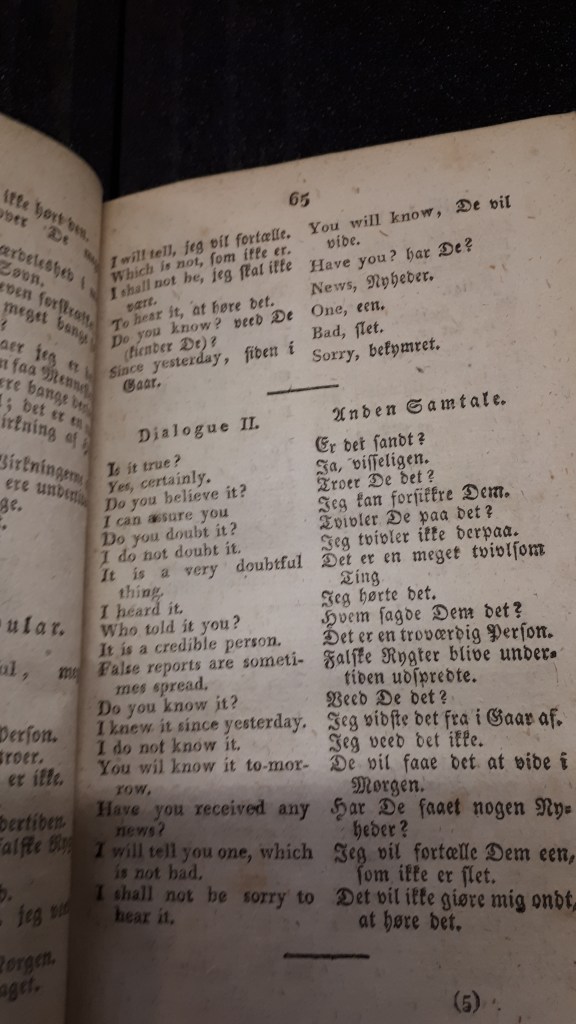 65
I will tell, jeg vil fortælle.
Which is not, som ikke er.
I shall not be, jeg skal ikke
være.
To hear it, at høre det.
Do you know? veed De
(kiender De)?
Since yesterday, siden i
Gaar.
You will know, De vil
vide.
Have you? har De?
News, Nyheder.
One, een.
Bad, slet.
Sorry, bekymret.
Dialogue II.
Is it true?
Yes, certainly.
Do you believe it?
I can assure you
Do you doubt it?
I do not doubt it.
It is a very doubtful
thing.
I heard it.
Who told it you?
It is a credible person.
False reports are someti-
mes spread.
Do you know it?
I knew it since yesterday.
I do not know it.
You wil know it to-mor-
row.
Have you received any
news?
I will tell you one, which
is not bad.
I shall not be sorry to
hear it.
Anden Samtale.
Er det sandt?
Ja, visseligen.
Troer De det?
Jeg kan forsikkre Dem.
Tvivler De paa det?
Jeg tvivler ikke derpaa.
Det er en meget tvivlsom
Ting
Jeg hørte det.
Hvem sagde Dem det?
Det er en troværdig Person.
Falske Rygter blive under-
tiden udspredte.
Veed De det?
Jeg vidste det fra i Gaar af.
Jeg veed det ikke.
De vil faae det at vide i
Morgen.
Har De faaet nogen Ny-
heder?
Jeg vil fortælle Dem een,
som ikke er slet.
Det vil ikke giøre mig ondt,
at høre det.
(5)